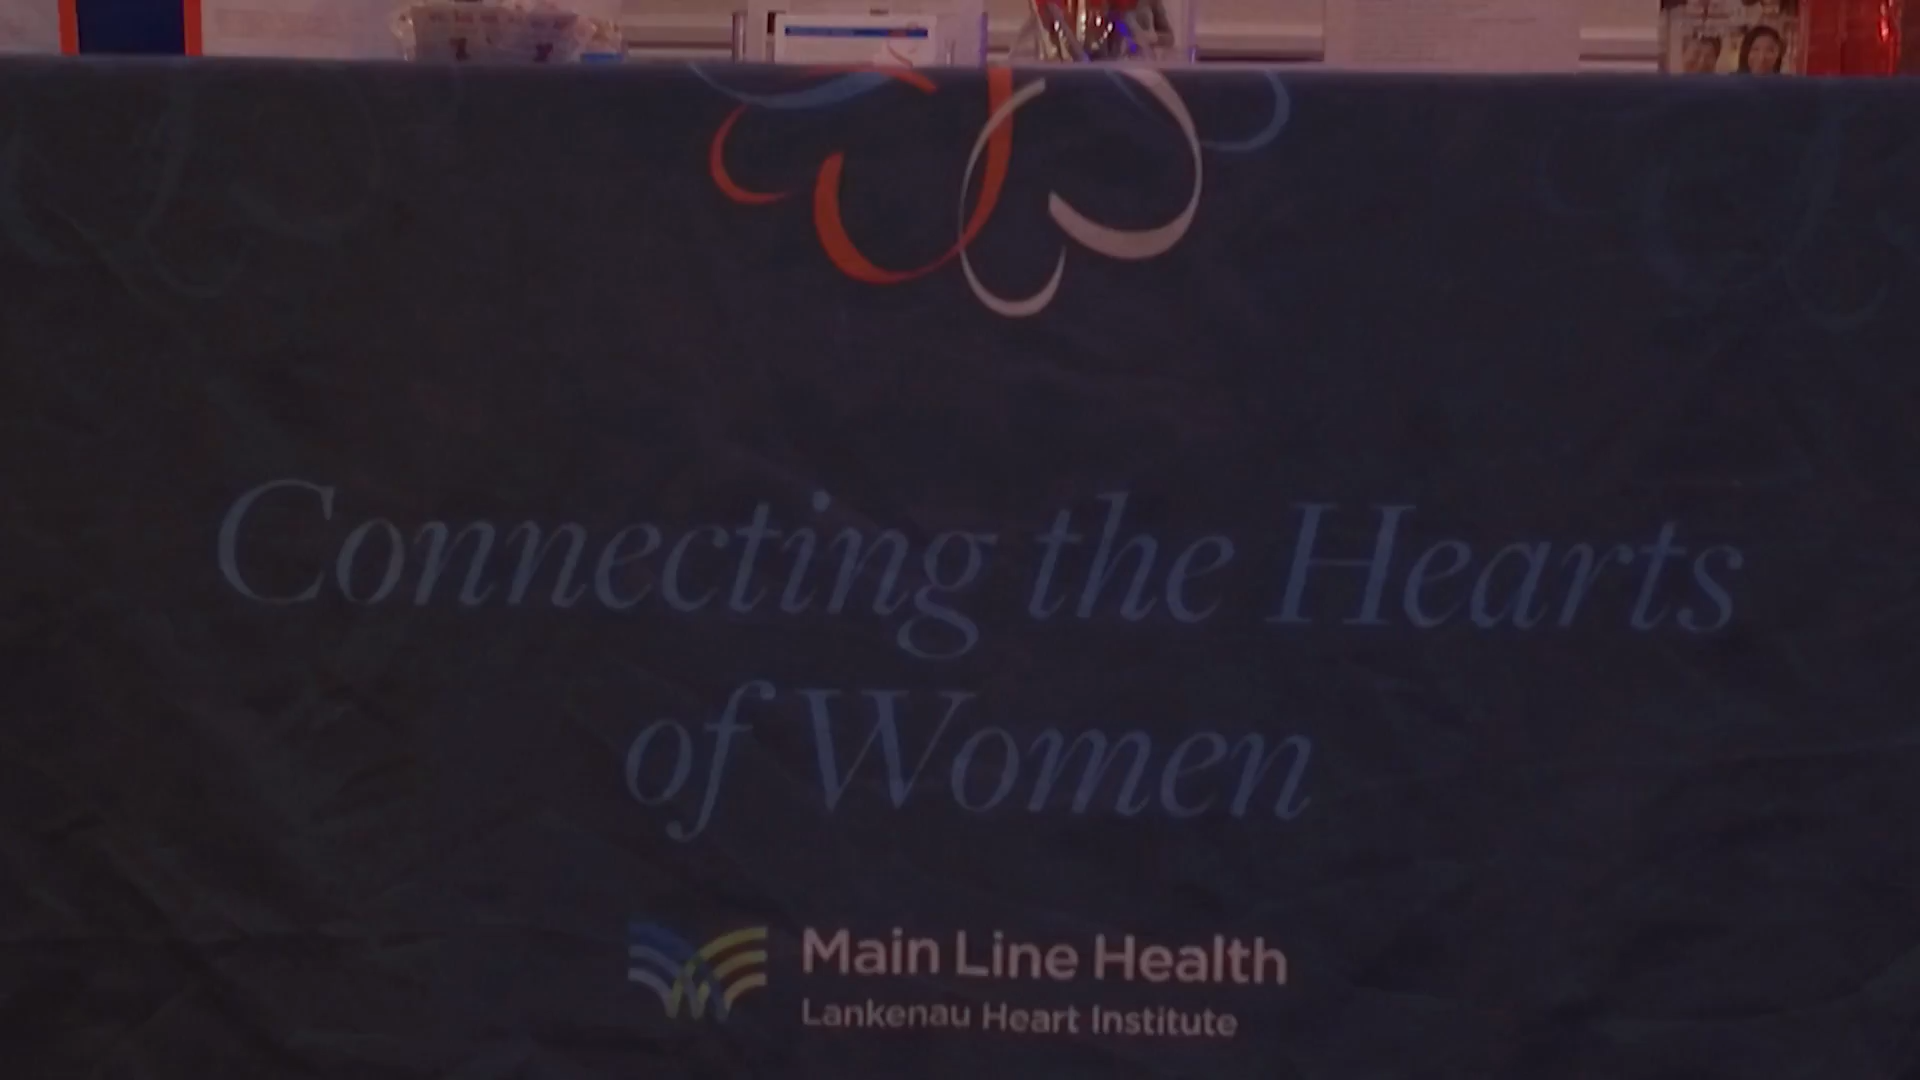 Connecting the Hearts
of Women
Main Line Health
Lankenau Heart Institute